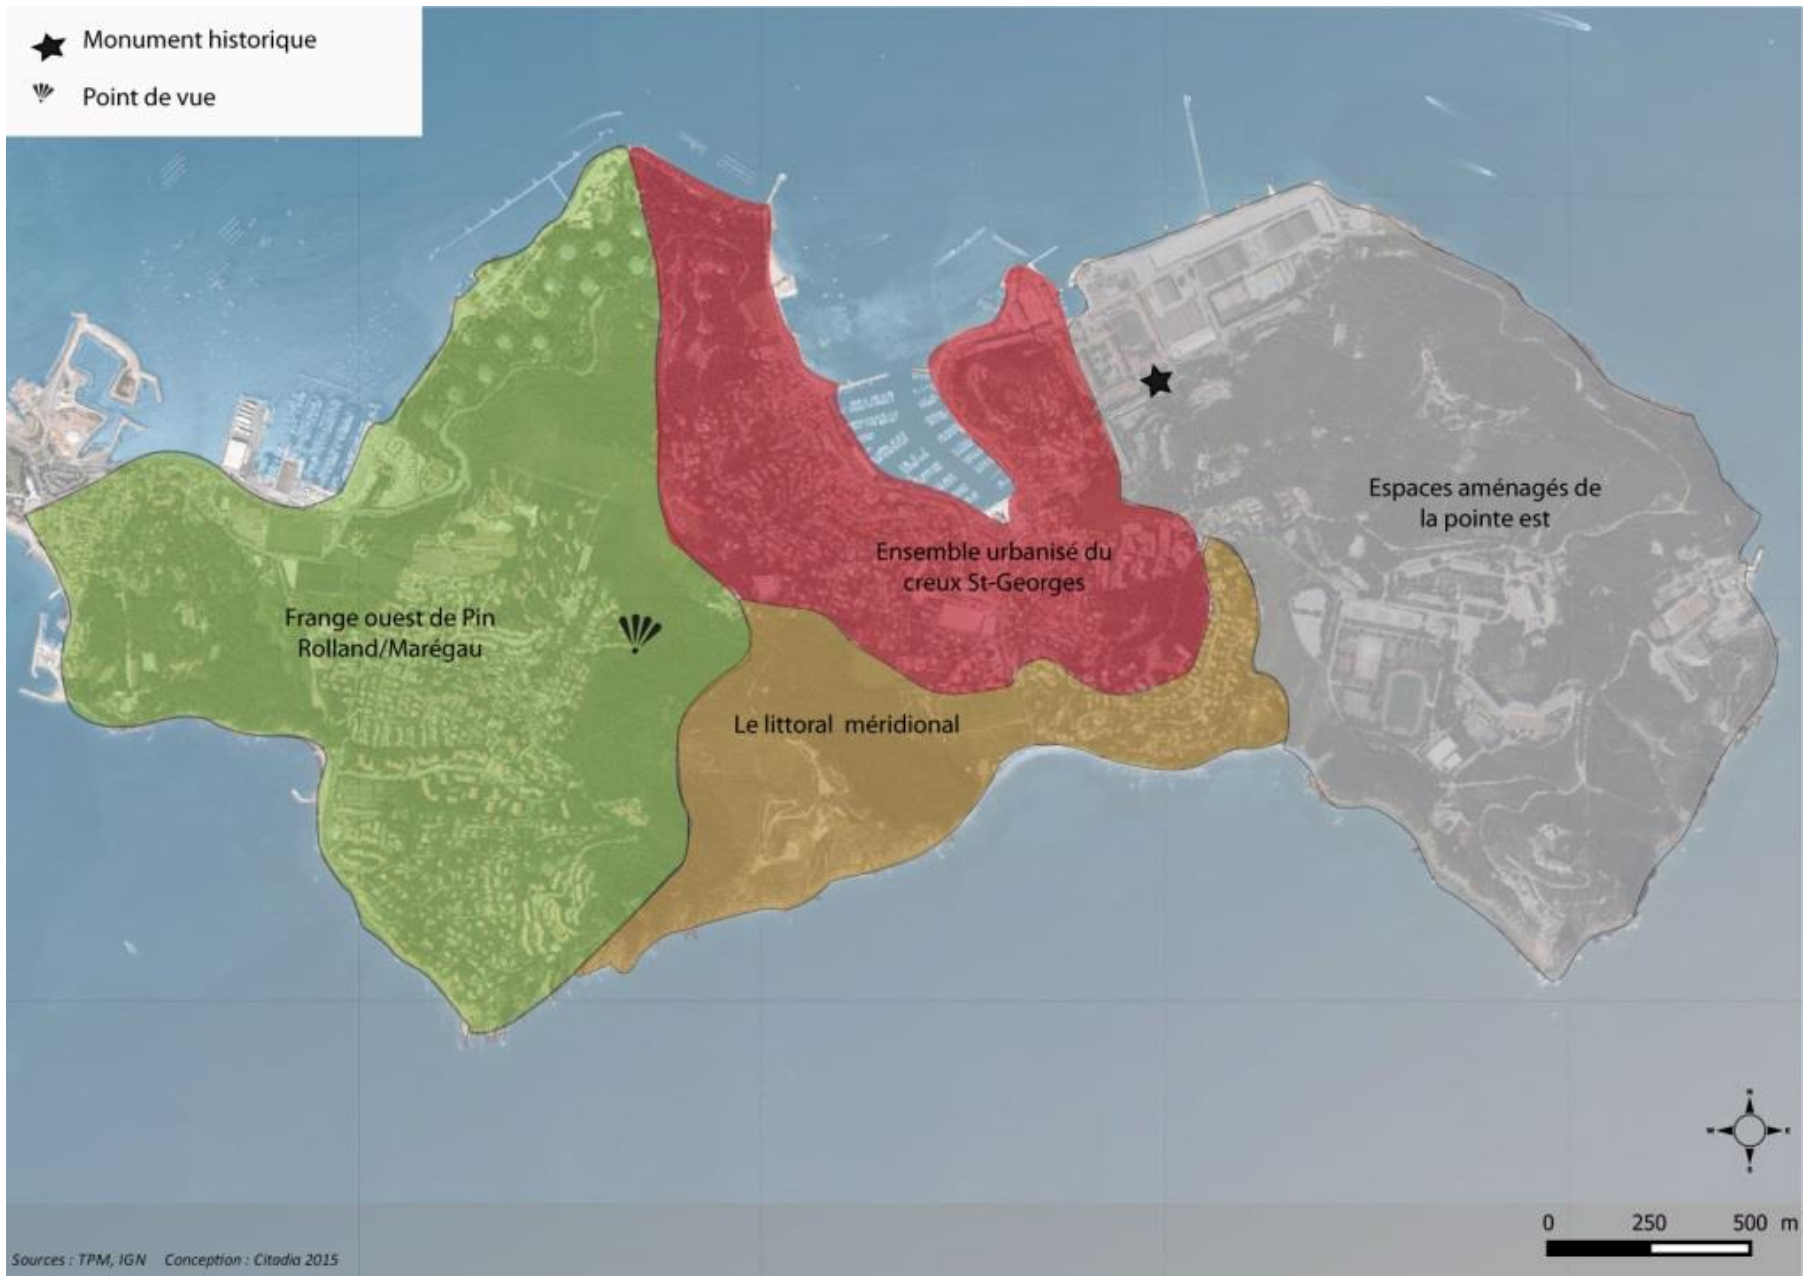 Monument historique
Point de vue
Espaces aménagés de
la pointe est
Ensemble urbanisé du
creux St-Georges
Frange ouest de Pin
Rolland/Marégau
Le littoral méridional
N
W E
S
0 250 500 m
Sources : TPM, IGN Conception : Citadia 2015